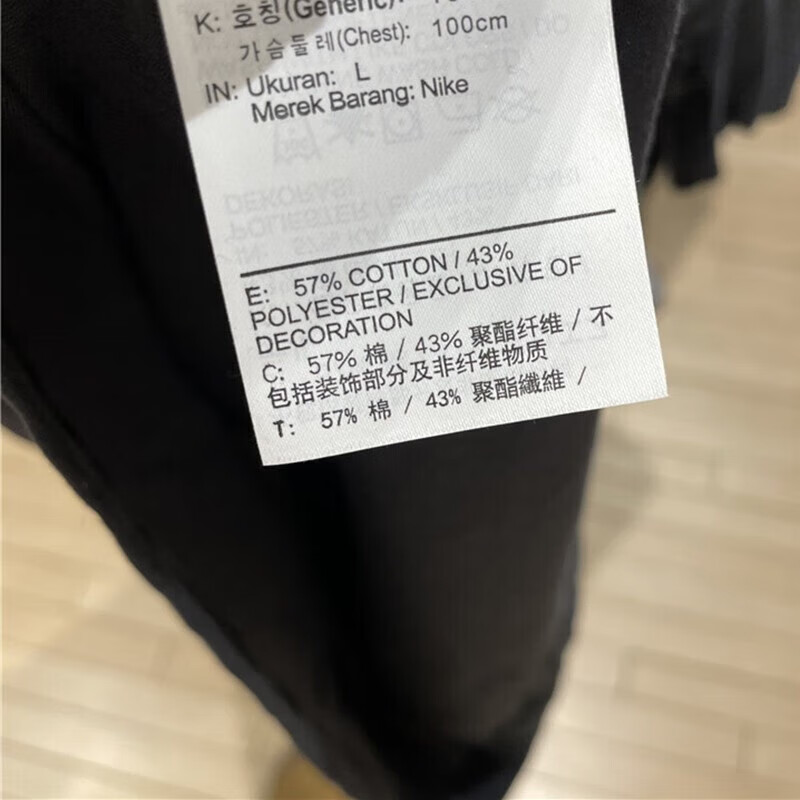 K: 호칭(Generic):
가슴둘레(Chest): 100cm
IN: Ukuran: L
Merek Barang: Nike
E: 57% COTTON / 43%
POLYESTER / EXCLUSIVE OF
DECORATION
C: 57% 棉 / 43% 聚酯纤维 / 不
包括装饰部分及非纤维物质
T: 57% 棉 / 43% 聚酯纖維 /